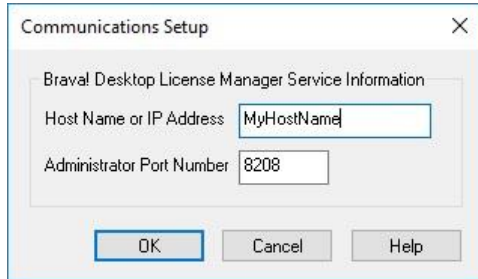 Communications Setup
Brava! Desktop License Manager Service Information
Host Name or IP Address MyHostName
Administrator Port Number 8208
OK Cancel Help